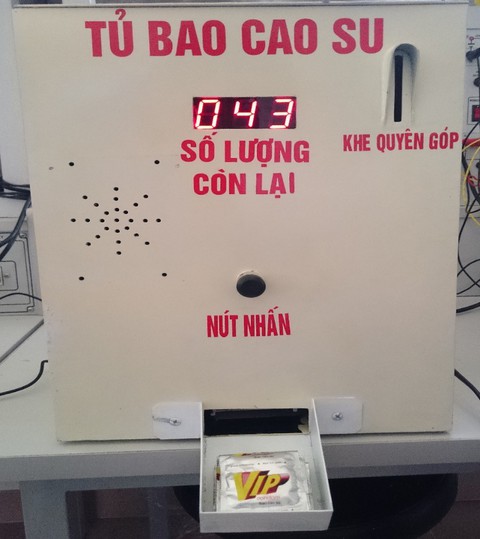 TỦ BAO CAO SU
043
KHE QUYÊN GÓP
SỐ LƯỢNG
CÒN LẠI
NÚT NHẤN
VIP